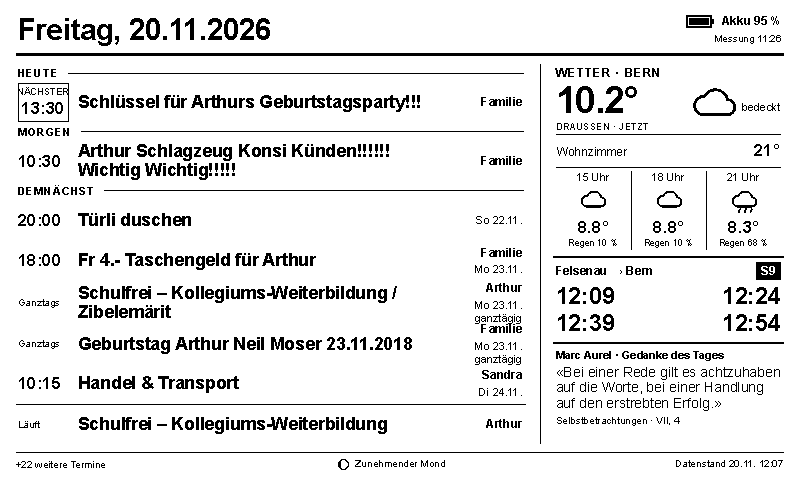 Freitag, 20.11.2026
Akku 95 %
Messung 11:26
HEUTE
NÄCHSTER
13:30 Schlüssel für Arthurs Geburtstagsparty!!! Familie
MORGEN
10:30 Arthur Schlagzeug Konsi Künden!!!!!! Familie
Wichtig Wichtig!!!!!
DEMNÄCHST
20:00 Türli duschen So 22.11.
18:00 Fr 4.- Taschengeld für Arthur Familie
Mo 23.11.
Ganztags Schulfrei – Kollegiums-Weiterbildung / Arthur
Zibelemärit Mo 23.11.
ganztägig
Ganztags Geburtstag Arthur Neil Moser 23.11.2018 Familie
Mo 23.11.
ganztägig
10:15 Handel & Transport Sandra
Di 24.11.
Läuft Schulfrei – Kollegiums-Weiterbildung Arthur
WETTER · BERN
10.2° bedeckt
DRAUSSEN · JETZT
Wohnzimmer 21°
15 Uhr 18 Uhr 21 Uhr
8.8° 8.8° 8.3°
Regen 10 % Regen 10 % Regen 68 %
Felsenau › Bern S9
12:09 12:24
12:39 12:54
Marc Aurel · Gedanke des Tages
«Bei einer Rede gilt es achtzuhaben
auf die Worte, bei einer Handlung
auf den erstrebten Erfolg.»
Selbstbetrachtungen · VII, 4
+22 weitere Termine Zunehmender Mond Datenstand 20.11. 12:07